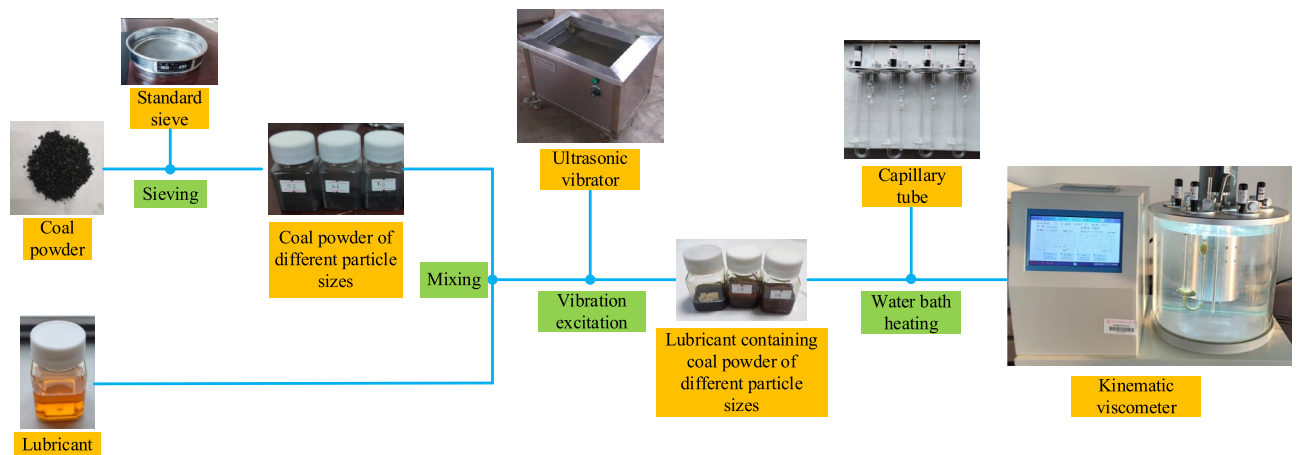 Standard
sieve
Sieving
Coal
powder
Coal powder of
different particle
sizes
Lubricant
Mixing
Ultrasonic
vibrator
Vibration
excitation
Lubricant containing
coal powder of
different particle
sizes
Capillary
tube
Water bath
heating
Kinematic
viscometer